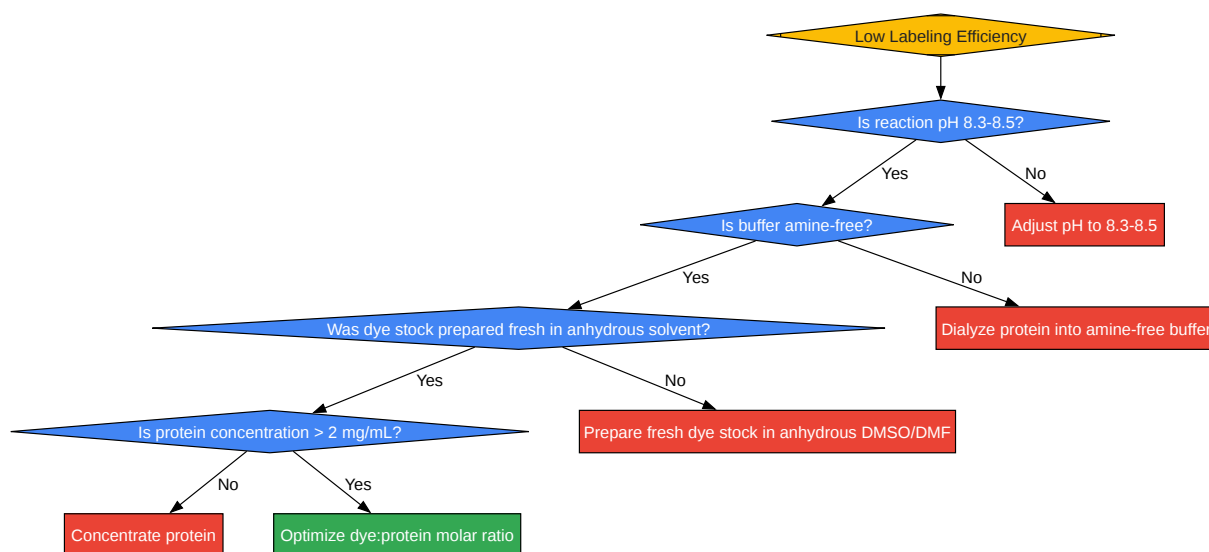 Low Labeling Efficiency
Is reaction pH 8.3-8.5?
Yes
No
Is buffer amine-free?
Adjust pH to 8.3-8.5
Yes
No
Was dye stock prepared fresh in anhydrous solvent?
Dialyze protein into amine-free buffer
Yes
No
Is protein concentration > 2 mg/mL?
Prepare fresh dye stock in anhydrous DMSO/DMF
No
Yes
Concentrate protein
Optimize dye:protein molar ratio